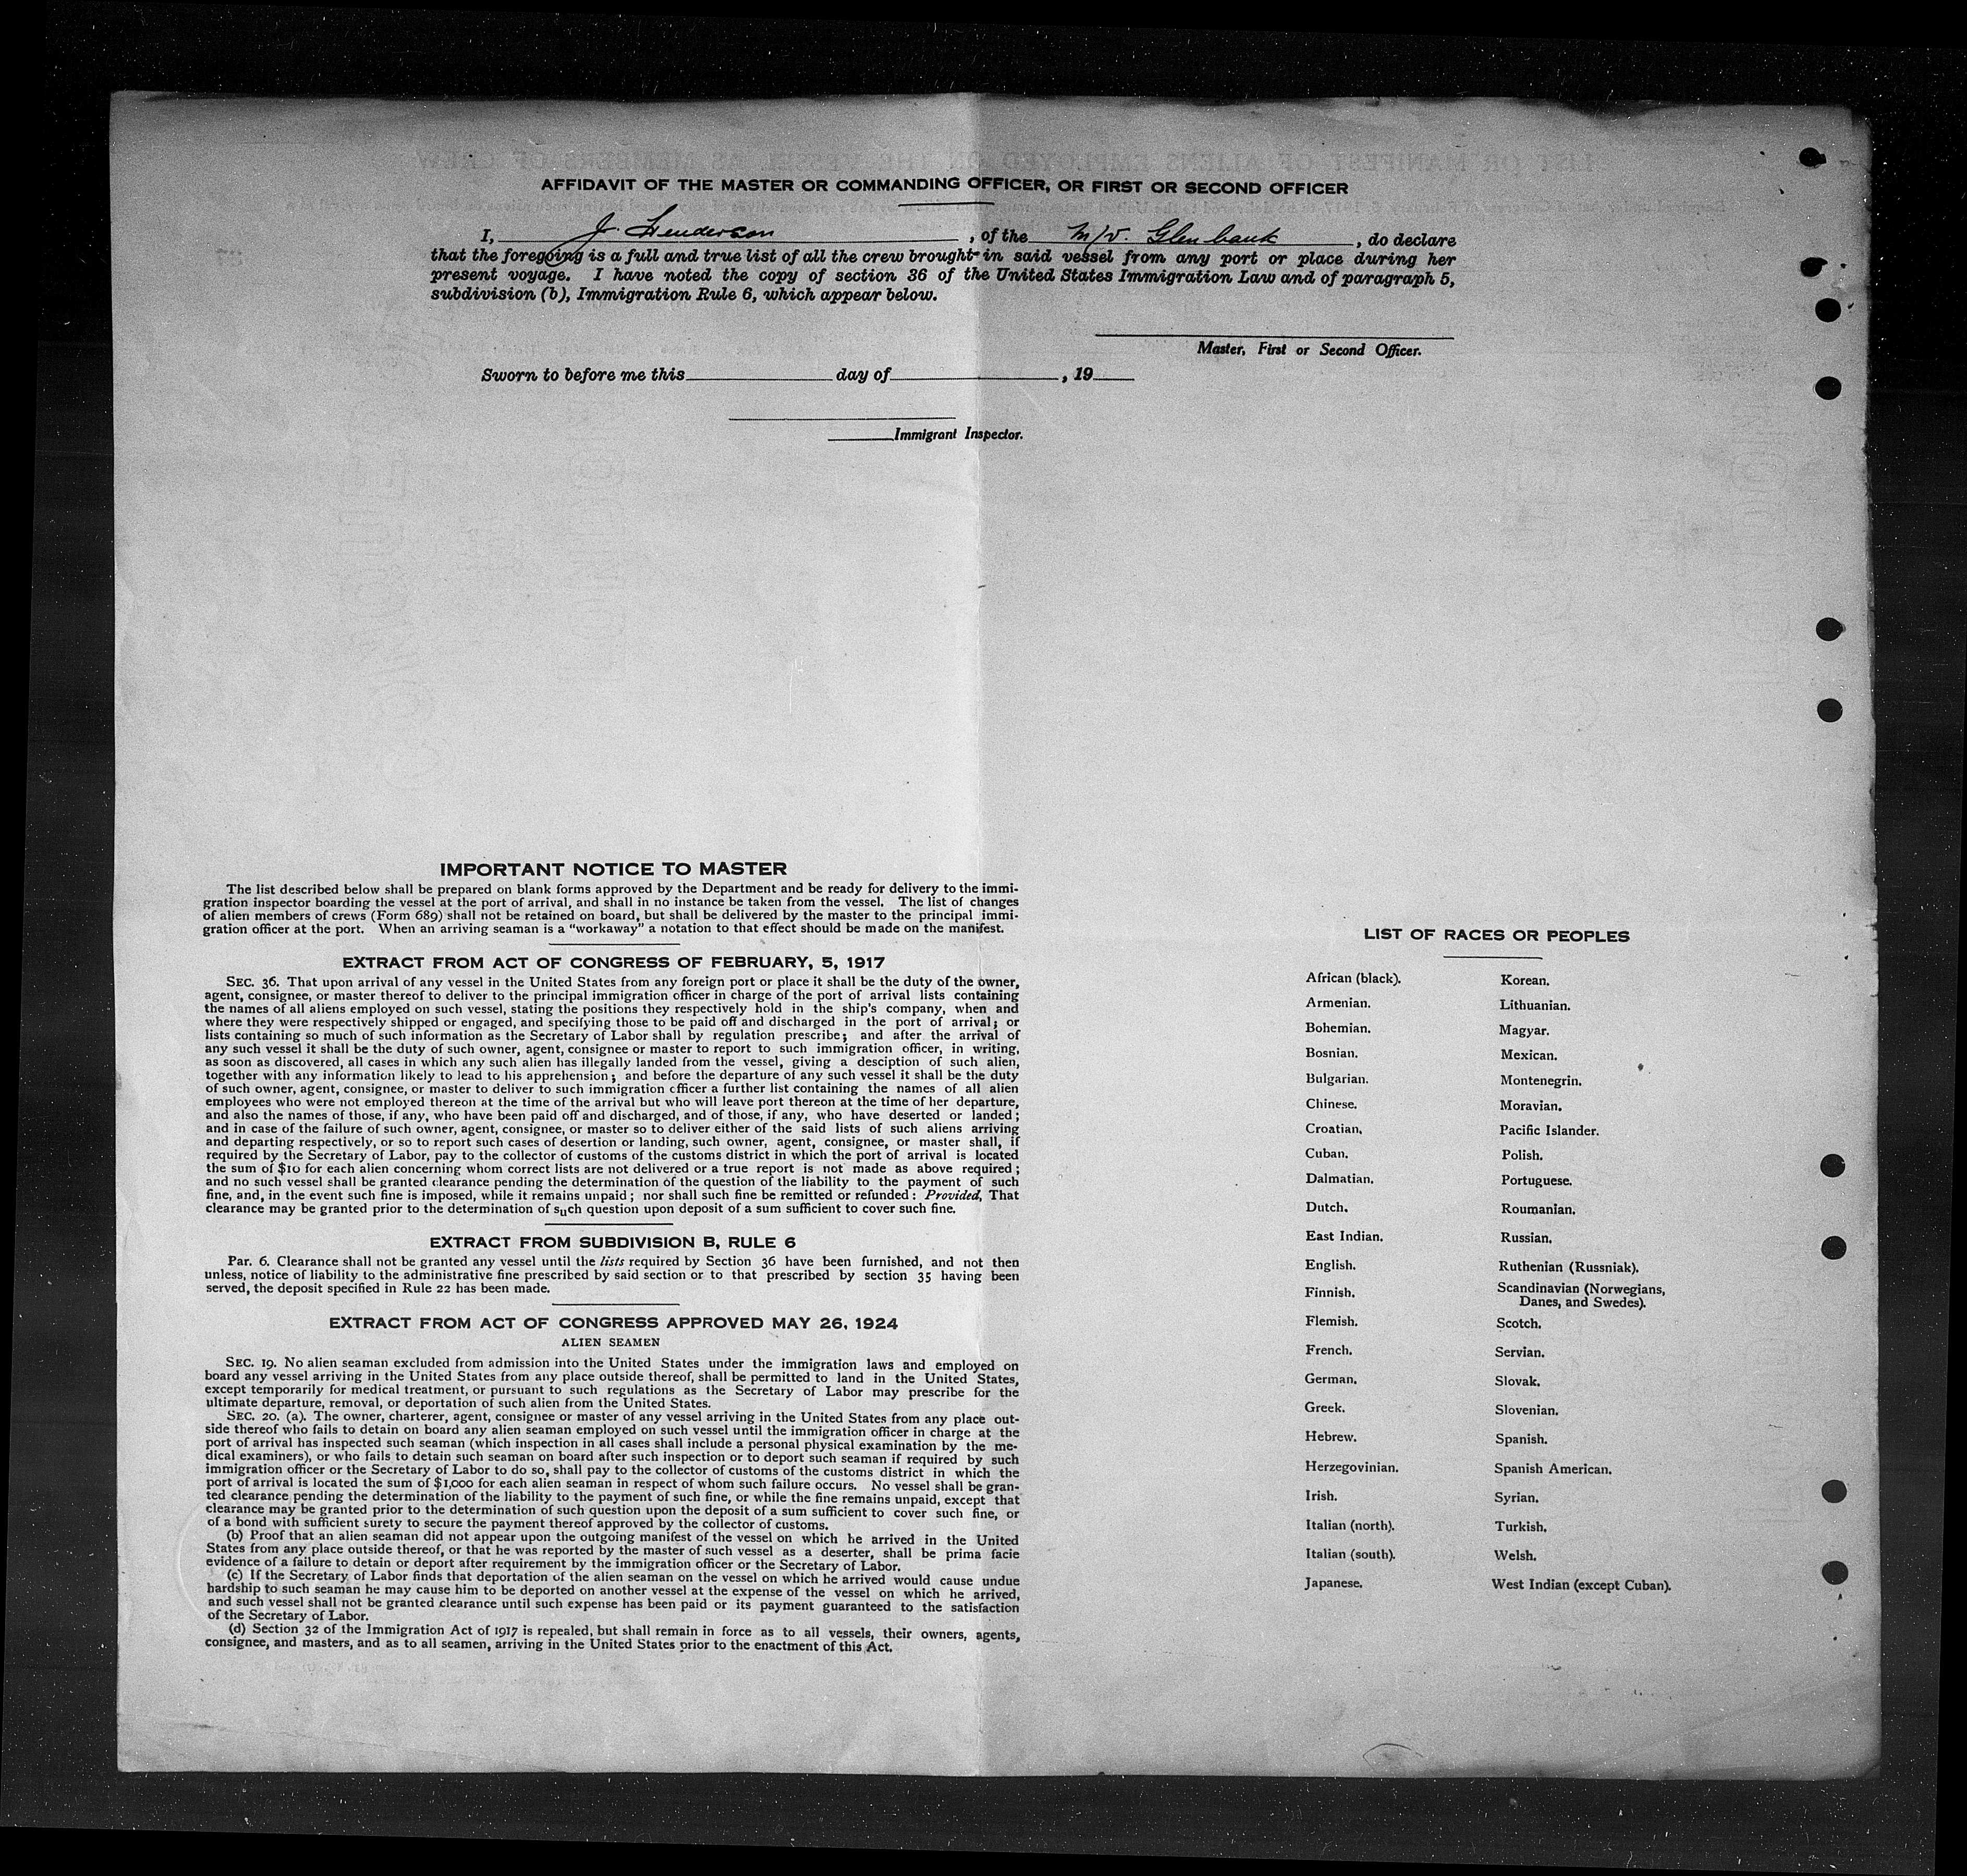 AFFIDAVIT OF THE MASTER OR COMMANDING OFFICER, OR FIRST OR SECOND OFFICER
I, J. Henderson, of the M/V. Glenbank, do declare
that the foregoing is a full and true list of all the crew brought in said vessel from any port or place during her
present voyage. I have noted the copy of section 36 of the United States Immigration Law and of paragraph 5,
subdivision (b), Immigration Rule 6, which appear below.
Master, First or Second Officer.
Sworn to before me this day of , 19
Immigrant Inspector.
IMPORTANT NOTICE TO MASTER
The list described below shall be prepared on blank forms approved by the Department and be ready for delivery to the immi-
gration inspector boarding the vessel at the port of arrival, and shall in no instance be taken from the vessel. The list of changes
of alien members of crews (Form 689) shall not be retained on board, but shall be delivered by the master to the principal immi-
gration officer at the port. When an arriving seaman is a "workaway" a notation to that effect should be made on the manifest.
EXTRACT FROM ACT OF CONGRESS OF FEBRUARY, 5, 1917
SEC. 36. That upon arrival of any vessel in the United States from any foreign port or place it shall be the duty of the owner,
agent, consignee, or master thereof to deliver to the principal immigration officer in charge of the port of arrival lists containing
the names of all aliens employed on such vessel, stating the positions they respectively hold in the ship's company, when and
where they were respectively shipped or engaged, and specifying those to be paid off and discharged in the port of arrival; or
lists containing so much of such information as the Secretary of Labor shall by regulation prescribe; and after the arrival of
any such vessel it shall be the duty of such owner, agent, consignee or master to report to such immigration officer, in writing,
as soon as discovered, all cases in which any such alien has illegally landed from the vessel, giving a desciption of such alien,
together with any information likely to lead to his apprehension; and before the departure of any such vessel it shall be the duty
of such owner, agent, consignee, or master to deliver to such immigration officer a further list containing the names of all alien
employees who were not employed thereon at the time of the arrival but who will leave port thereon at the time of her departure,
and also the names of those, if any, who have been paid off and discharged, and of those, if any, who have deserted or landed;
and in case of the failure of such owner, agent, consignee, or master so to deliver either of the said lists of such aliens arriving
and departing respectively, or so to report such cases of desertion or landing, such owner, agent, consignee, or master shall, if
required by the Secretary of Labor, pay to the collector of customs of the customs district in which the port of arrival is located
the sum of $10 for each alien concerning whom correct lists are not delivered or a true report is not made as above required;
and no such vessel shall be granted clearance pending the determination of the question of the liability to the payment of such
fine, and, in the event such fine is imposed, while it remains unpaid; nor shall such fine be remitted or refunded: Provided, That
clearance may be granted prior to the determination of such question upon deposit of a sum sufficient to cover such fine.
EXTRACT FROM SUBDIVISION B, RULE 6
Par. 6. Clearance shall not be granted any vessel until the lists required by Section 36 have been furnished, and not then
unless, notice of liability to the administrative fine prescribed by said section or to that prescribed by section 35 having been
served, the deposit specified in Rule 22 has been made.
EXTRACT FROM ACT OF CONGRESS APPROVED MAY 26, 1924
ALIEN SEAMEN
SEC. 19. No alien seaman excluded from admission into the United States under the immigration laws and employed on
board any vessel arriving in the United States from any place outside thereof, shall be permitted to land in the United States,
except temporarily for medical treatment, or pursuant to such regulations as the Secretary of Labor may prescribe for the
ultimate departure, removal, or deportation of such alien from the United States.
SEC. 20. (a). The owner, charterer, agent, consignee or master of any vessel arriving in the United States from any place out-
side thereof who fails to detain on board any alien seaman employed on such vessel until the immigration officer in charge at the
port of arrival has inspected such seaman (which inspection in all cases shall include a personal physical examination by the me-
dical examiners), or who fails to detain such seaman on board after such inspection or to deport such seaman if required by such
immigration officer or the Secretary of Labor to do so, shall pay to the collector of customs of the customs district in which the
port of arrival is located the sum of $1,000 for each alien seaman in respect of whom such failure occurs. No vessel shall be gran-
ted clearance pending the determination of the liability to the payment of such fine, or while the fine remains unpaid, except that
clearance may be granted prior to the determination of such question upon the deposit of a sum sufficient to cover such fine, or
of a bond with sufficient surety to secure the payment thereof approved by the collector of customs.
(b) Proof that an alien seaman did not appear upon the outgoing manifest of the vessel on which he arrived in the United
States from any place outside thereof, or that he was reported by the master of such vessel as a deserter, shall be prima facie
evidence of a failure to detain or deport after requirement by the immigration officer or the Secretary of Labor.
(c) If the Secretary of Labor finds that deportation of the alien seaman on the vessel on which he arrived would cause undue
hardship to such seaman he may cause him to be deported on another vessel at the expense of the vessel on which he arrived,
and such vessel shall not be granted clearance until such expense has been paid or its payment guaranteed to the satisfaction
of the Secretary of Labor.
(d) Section 32 of the Immigration Act of 1917 is repealed, but shall remain in force as to all vessels, their owners, agents,
consignee, and masters, and as to all seamen, arriving in the United States prior to the enactment of this Act.
LIST OF RACES OR PEOPLES
African (black).
Armenian.
Bohemian.
Bosnian.
Bulgarian.
Chinese.
Croatian.
Cuban.
Dalmatian.
Dutch.
East Indian.
English.
Finnish.
Flemish.
French.
German.
Greek.
Hebrew.
Herzegovinian.
Irish.
Italian (north).
Italian (south).
Japanese.
Korean.
Lithuanian.
Magyar.
Mexican.
Montenegrin.
Moravian.
Pacific Islander.
Polish.
Portuguese.
Roumanian.
Russian.
Ruthenian (Russniak).
Scandinavian (Norwegians,
Danes, and Swedes).
Scotch.
Servian.
Slovak.
Slovenian.
Spanish.
Spanish American.
Syrian.
Turkish.
Welsh.
West Indian (except Cuban).